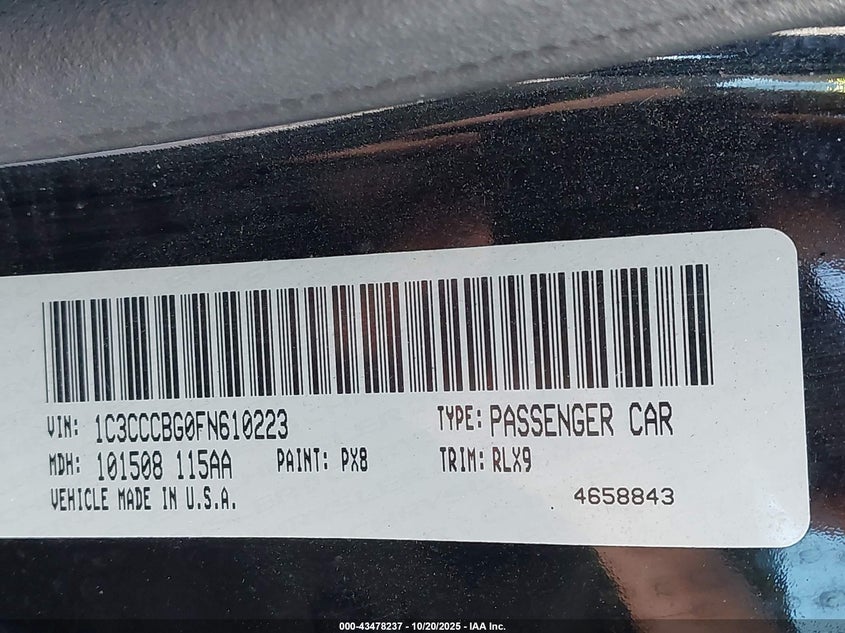 VIN: 1C3CCCBG0FN610223 TYPE: PASSENGER CAR
MDH: 101508 115AA PAINT: PX8 TRIM: RLX9
VEHICLE MADE IN U.S.A. 4658843
000-43478237 - 10/20/2025 - IAA Inc.